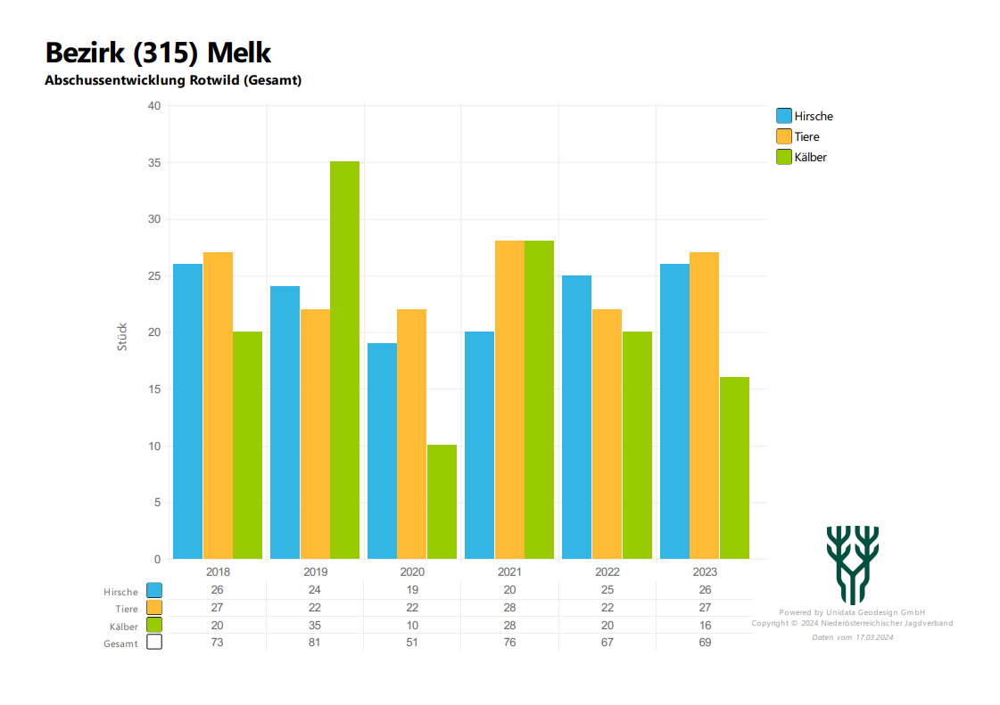 Bezirk (315) Melk
Abschussentwicklung Rotwild (Gesamt)
Hirsche
Tiere
Kälber
Stück
40
35
30
25
20
15
10
5
0
2018 2019 2020 2021 2022 2023
Hirsche 26 24 19 20 25 26
Tiere 27 22 22 28 22 27
Kälber 20 35 10 28 20 16
Gesamt 73 81 51 76 67 69
Powered by Unidata Geodesign GmbH
Copyright © 2024 Niederösterreichischer Jagdverband
Daten vom 17.03.2024